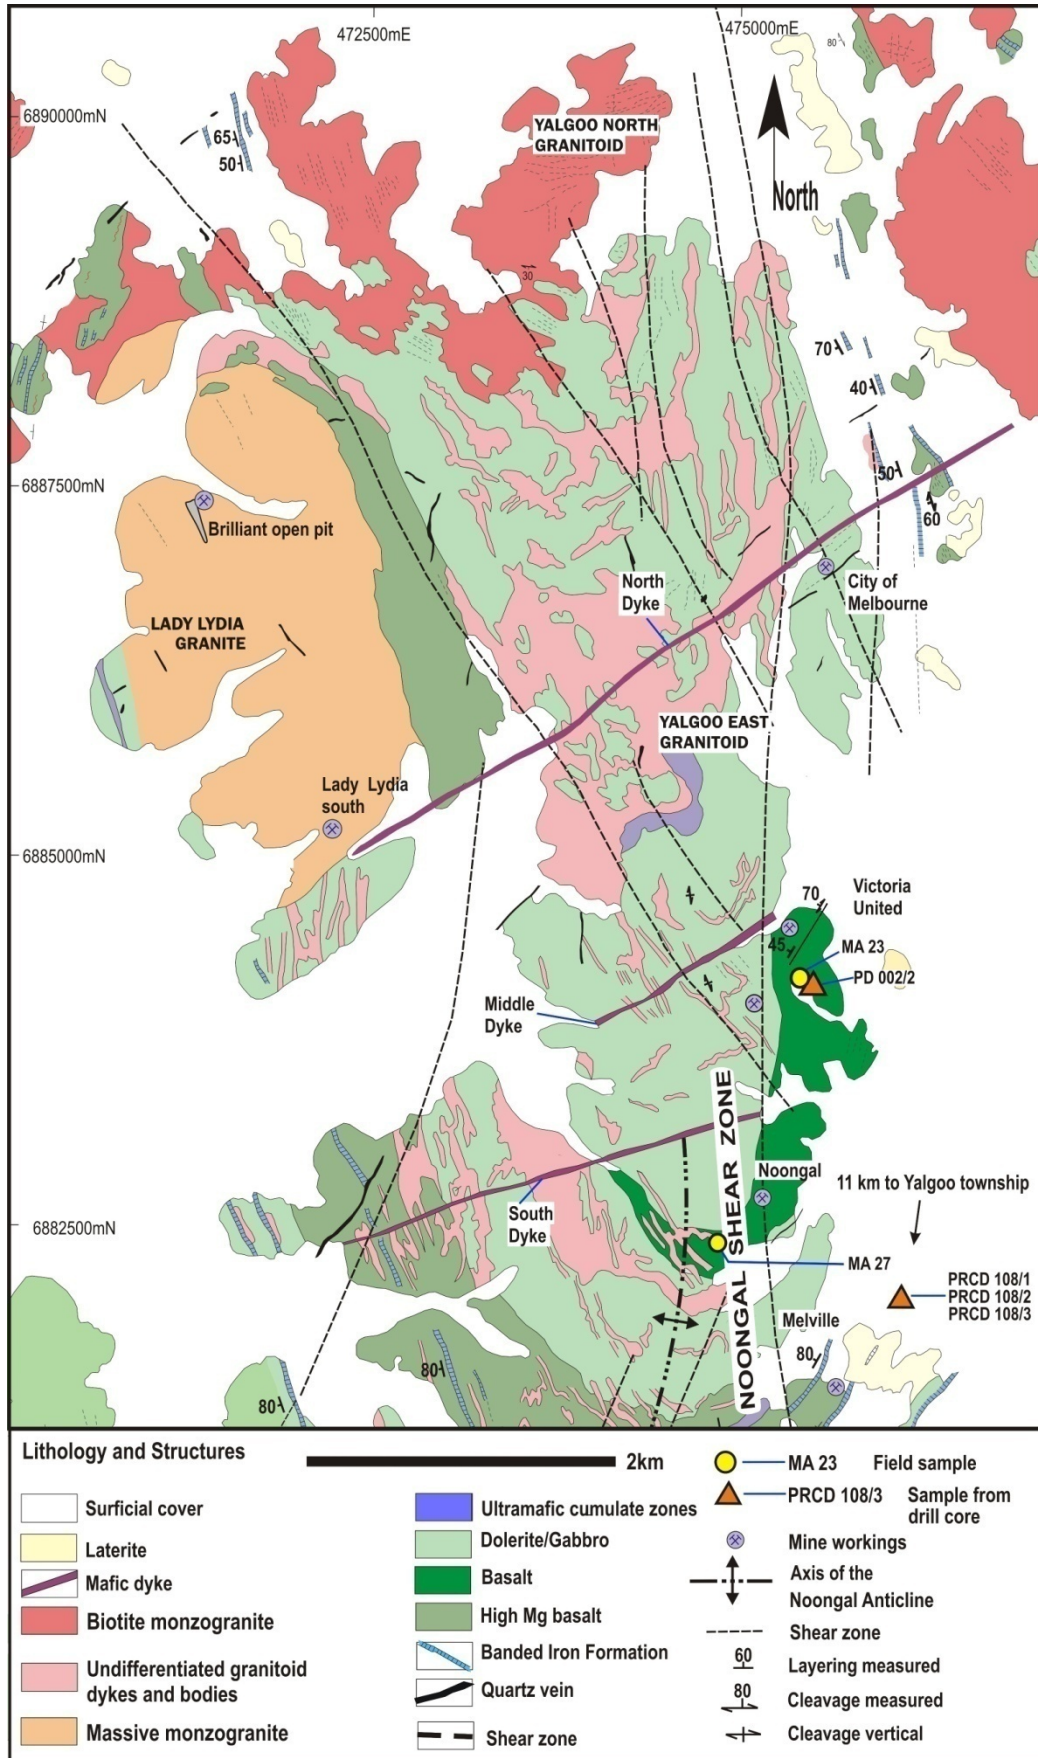 472500mE
475000mE
80
6890000mN
65
50
YALGOO NORTH
GRANITOID
North
30
70
40
50
60
6887500mN
Brilliant open pit
North
Dyke
City of
Melbourne
LADY LYDIA
GRANITE
YALGOO EAST
GRANITOID
Lady Lydia
south
6885000mN
70
Victoria
United
45
MA 23
PD 002/2
Middle
Dyke
NOONGAL SHEAR ZONE
Noongal
11 km to Yalgoo township
6882500mN
South
Dyke
MA 27
PRCD 108/1
PRCD 108/2
PRCD 108/3
Melville
80
80
80
Lithology and Structures
2km
MA 23 Field sample
PRCD 108/3 Sample from
drill core
Surficial cover
Laterite
Mafic dyke
Biotite monzogranite
Undifferentiated granitoid
dykes and bodies
Massive monzogranite
Ultramafic cumulate zones
Dolerite/Gabbro
Basalt
High Mg basalt
Banded Iron Formation
Quartz vein
Shear zone
Mine workings
Axis of the
Noongal Anticline
Shear zone
60
Layering measured
80
Cleavage measured
Cleavage vertical